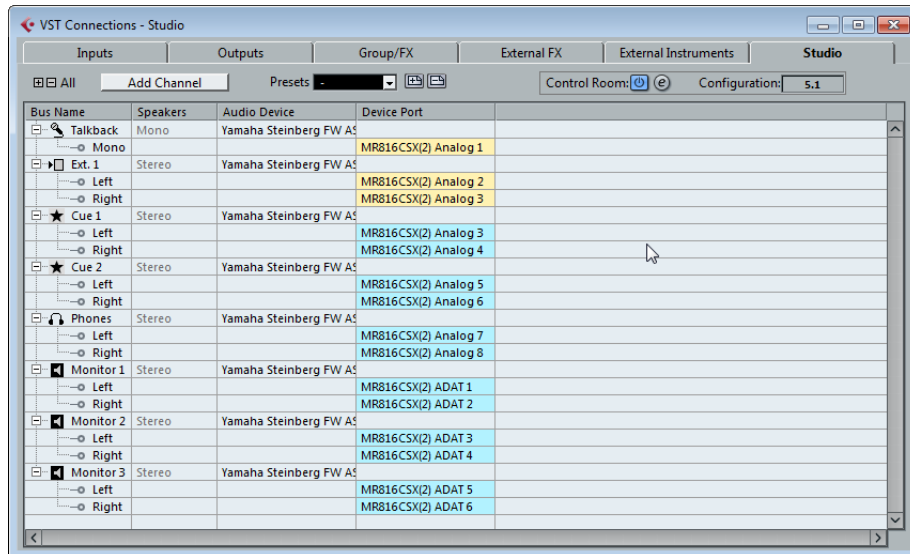 VST Connections - Studio
Inputs Outputs Group/FX External FX External Instruments Studio
All Add Channel Presets - Control Room: e Configuration: 5.1
Bus Name Speakers Audio Device Device Port
Talkback Mono Yamaha Steinberg FW AS
Mono MR816CSX(2) Analog 1
Ext. 1 Stereo Yamaha Steinberg FW AS
Left MR816CSX(2) Analog 2
Right MR816CSX(2) Analog 3
Cue 1 Stereo Yamaha Steinberg FW AS
Left MR816CSX(2) Analog 3
Right MR816CSX(2) Analog 4
Cue 2 Stereo Yamaha Steinberg FW AS
Left MR816CSX(2) Analog 5
Right MR816CSX(2) Analog 6
Phones Stereo Yamaha Steinberg FW AS
Left MR816CSX(2) Analog 7
Right MR816CSX(2) Analog 8
Monitor 1 Stereo Yamaha Steinberg FW AS
Left MR816CSX(2) ADAT 1
Right MR816CSX(2) ADAT 2
Monitor 2 Stereo Yamaha Steinberg FW AS
Left MR816CSX(2) ADAT 3
Right MR816CSX(2) ADAT 4
Monitor 3 Stereo Yamaha Steinberg FW AS
Left MR816CSX(2) ADAT 5
Right MR816CSX(2) ADAT 6